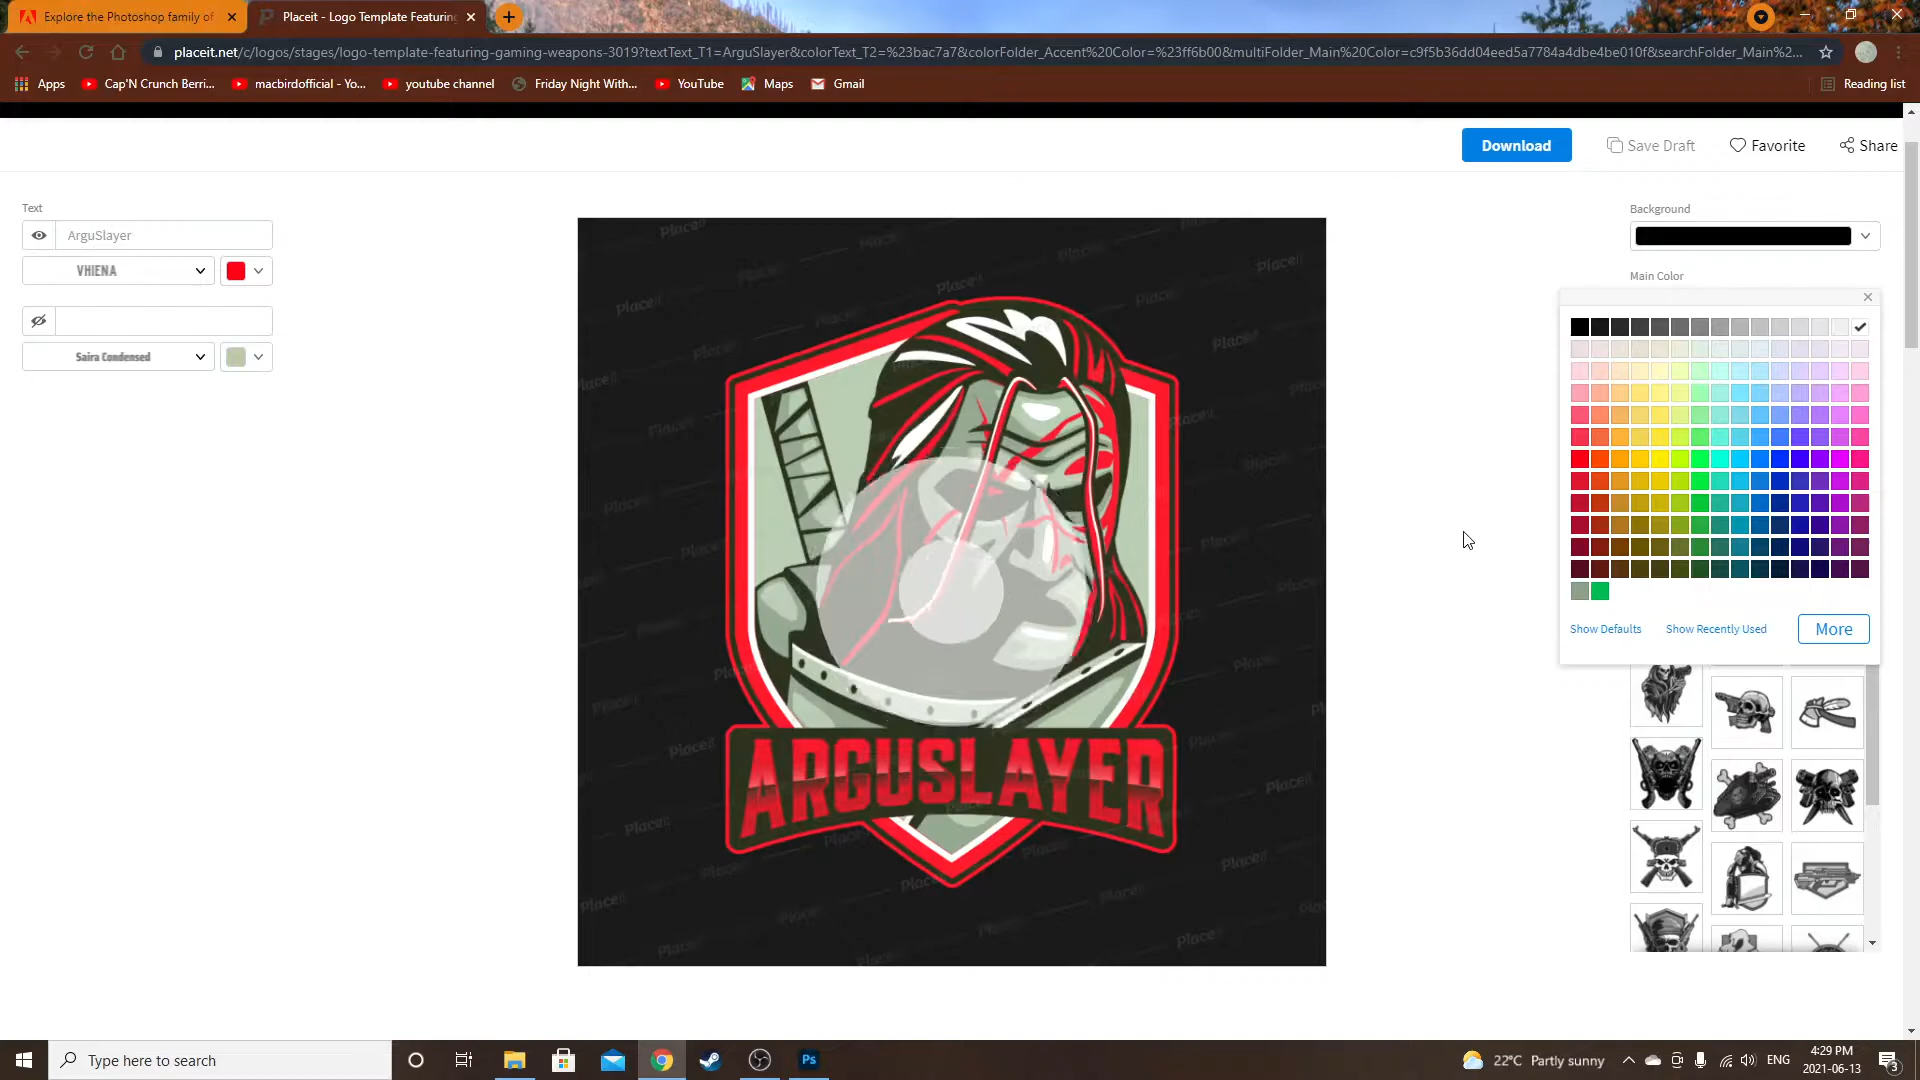 Explore the Photoshop family of
Placeit - Logo Template Featuring
placeit.net/c/logos/stages/logo-template-featuring-gaming-weapons-3019?textText_T1=ArguSlayer&colorText_T2=%23bac7a7&colorFolder_Accent%20Color=%23ff6b00&multiFolder_Main%20Color=c9f5b36dd04eed5a7784a4dbe4be010f&searchFolder_Main%2...
Apps
Cap'N Crunch Berri...
macbirdofficial - Yo...
youtube channel
Friday Night With...
YouTube
Maps
Gmail
Reading list
Download
Save Draft
Favorite
Share
Text
ArguSlayer
VHIENA
Saira Condensed
Background
Main Color
Placeit
ARGUSLAYER
Show Defaults
Show Recently Used
More
Type here to search
Ps
22°C Partly sunny
ENG
4:29 PM
2021-06-13
3